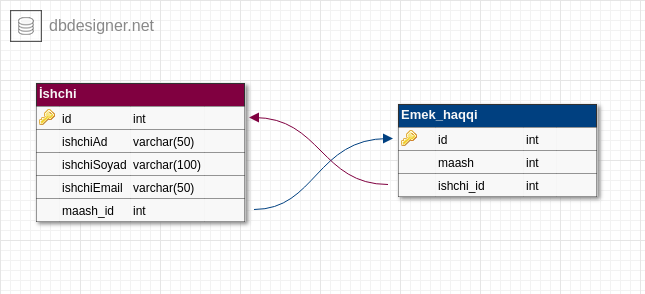 dbdesigner.net
İshchi
id int
ishchiAd varchar(50)
ishchiSoyad varchar(100)
ishchiEmail varchar(50)
maash_id int
Emek_haqqi
id int
maash int
ishchi_id int